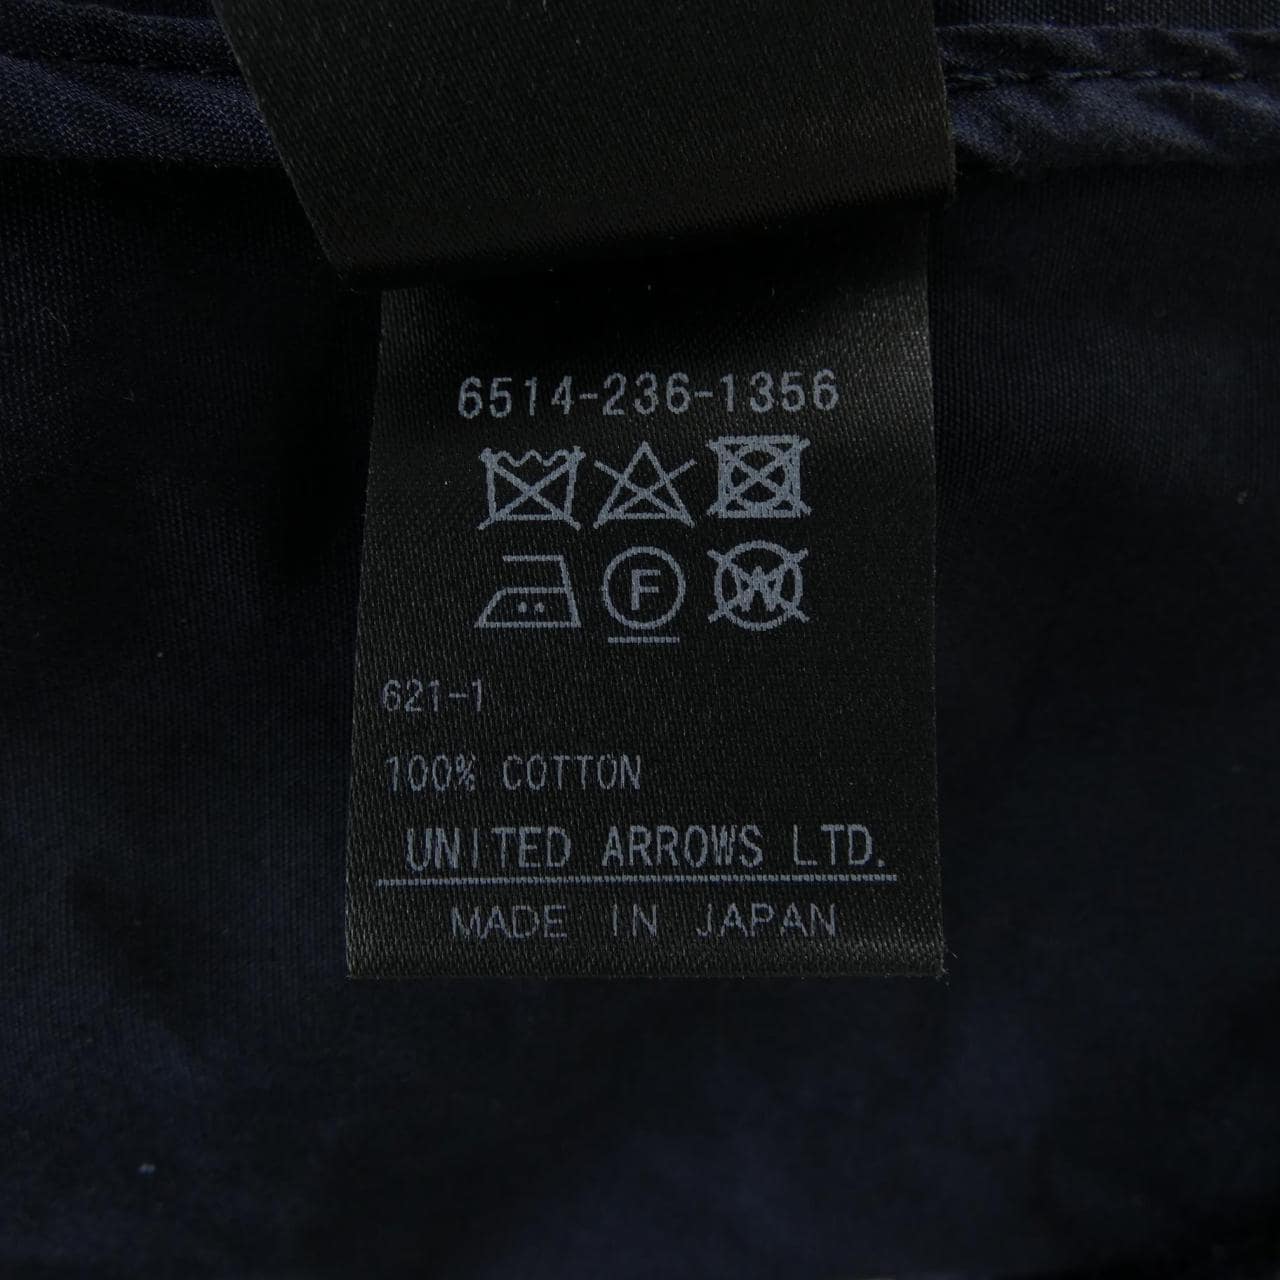 6514-236-1356
F W
621-1
100% COTTON
UNITED ARROWS LTD.
MADE IN JAPAN